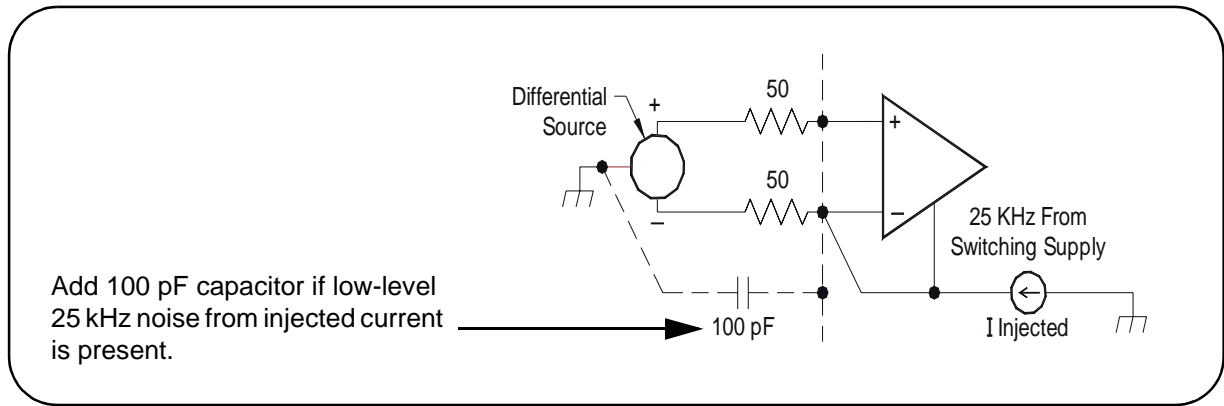 50
Differential
Source
+
+
50
–
–
25 KHz From
Switching Supply
Add 100 pF capacitor if low-level
25 kHz noise from injected current
is present.
100 pF
I Injected